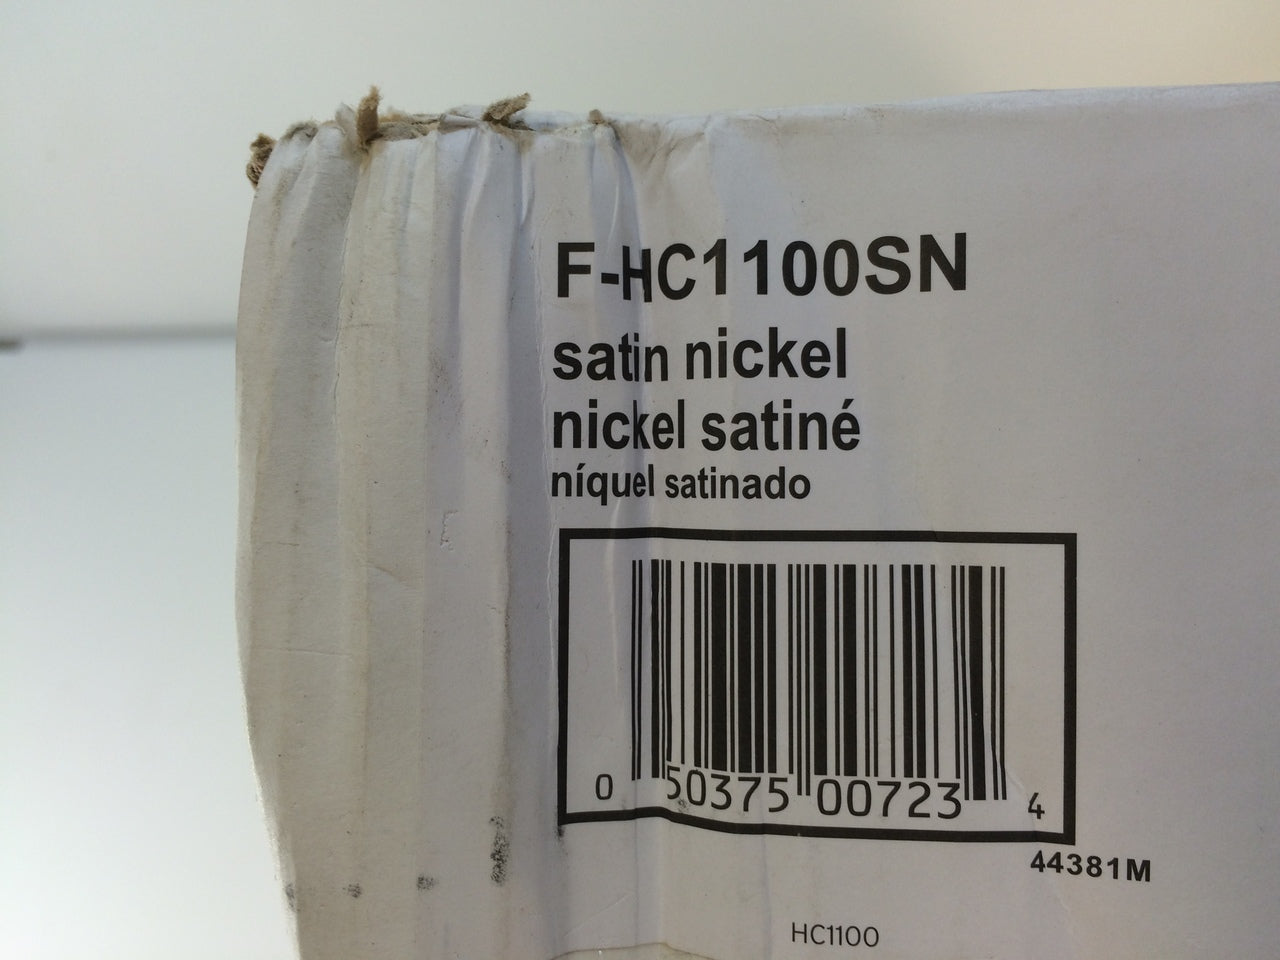 F-HC1100SN
satin nickel
nickel satiné
níquel satinado
0 50375 00723 4
44381M
HC1100